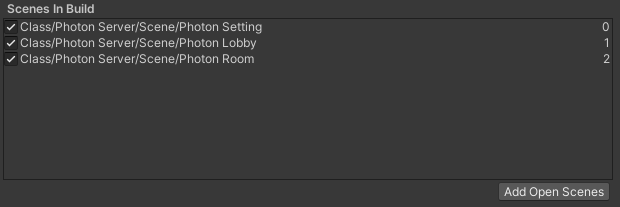 Scenes In Build
Class/Photon Server/Scene/Photon Setting 0
Class/Photon Server/Scene/Photon Lobby 1
Class/Photon Server/Scene/Photon Room 2
Add Open Scenes